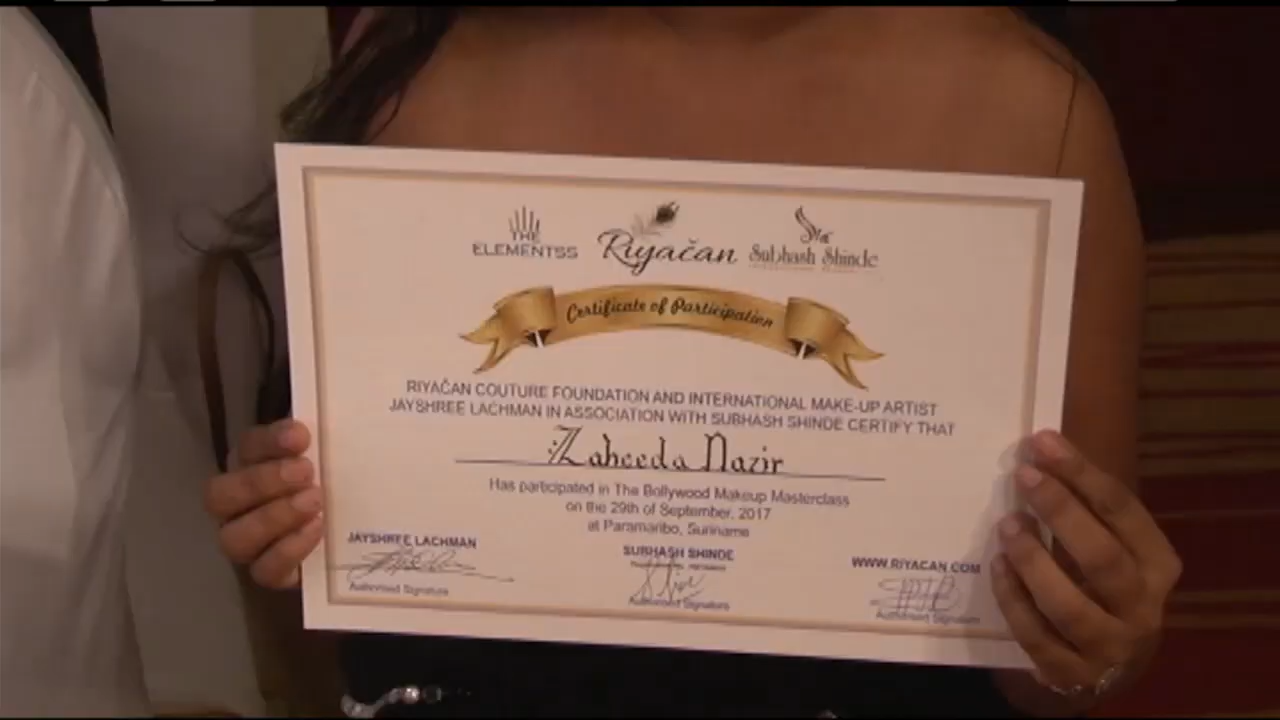 THE
ELEMENTSS
Riyačan
Subhash Shinde
Certificate of Participation
RIYAČAN COUTURE FOUNDATION AND INTERNATIONAL MAKE-UP ARTIST
JAYSHREE LACHMAN IN ASSOCIATION WITH SUBHASH SHINDE CERTIFY THAT
Zaheeda Nazir
Has participated in The Bollywood Makeup Masterclass
on the 29th of September, 2017
at Paramaribo, Suriname
JAYSHREE LACHMAN
Authorised Signature
SUBHASH SHINDE
Authorised Signature
WWW.RIYACAN.COM
Authorised Signature